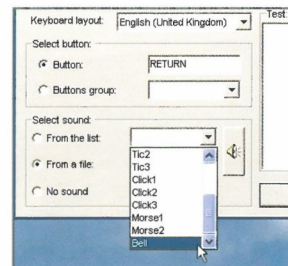 Keyboard layout: English (United Kingdom)
Test
Select button:
Button: RETURN
Buttons group:
Select sound:
From the list:
From a file:
No sound
Tic2
Tic3
Click1
Click2
Click3
Morse1
Morse2
Bell